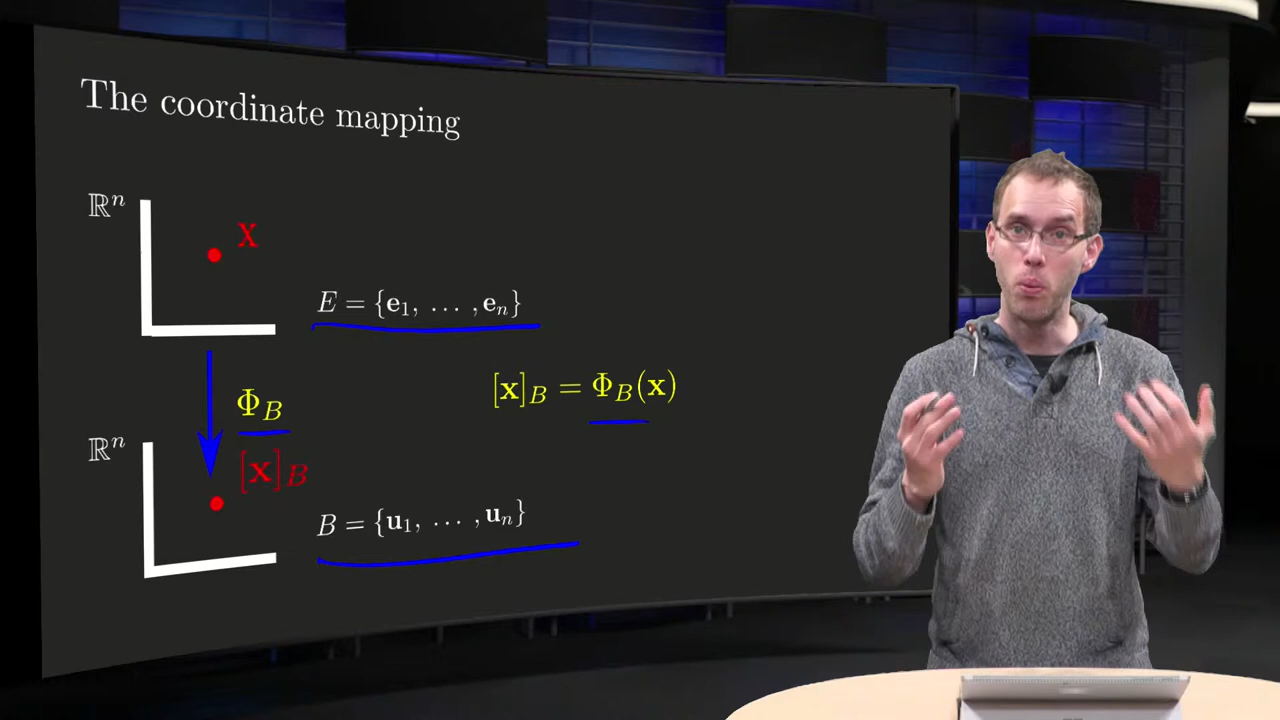 The coordinate mapping
ℝⁿ
x
E = {e₁, … , eₙ}
Φ_B
[x]_B = Φ_B(x)
ℝⁿ
[x]_B
B = {u₁, … , uₙ}